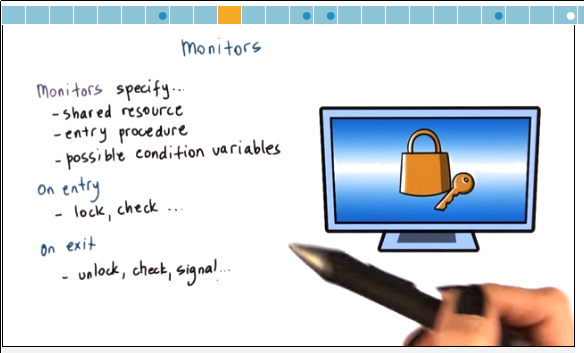 Monitors
Monitors specify...
- shared resource
- entry procedure
- possible condition variables
on entry
- lock, check ...
on exit
- unlock, check, signal...